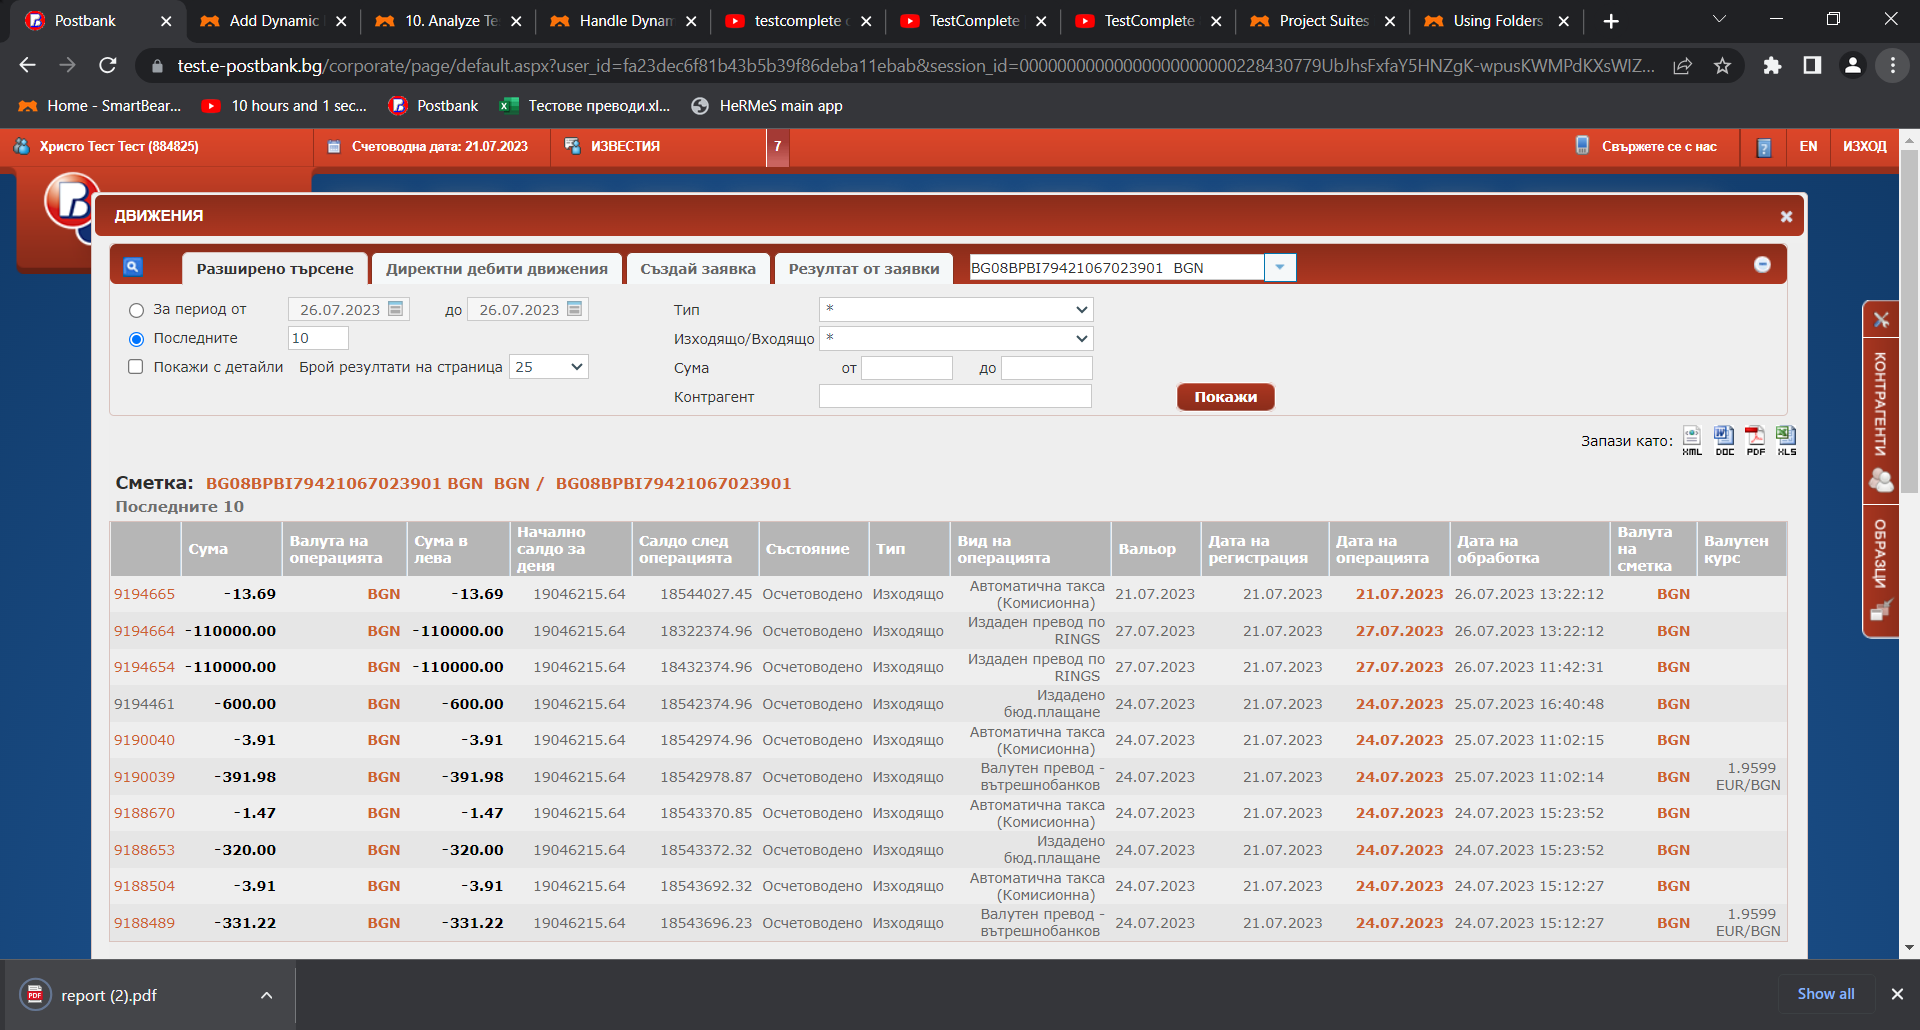 Postbank
Add Dynamic
10. Analyze Te
Handle Dynam
testcomplete
TestComplete
TestComplete
Project Suites
Using Folders
test.e-postbank.bg/corporate/page/default.aspx?user_id=fa23dec6f81b43b5b39f86deba11ebab&session_id=
Home - SmartBear...
10 hours and 1 sec...
Postbank
Тестове преводи.xl...
HeRMeS main app
Христо Тест Тест (884825)
Счетоводна дата: 21.07.2023
ИЗВЕСТИЯ
7
Свържете се с нас
EN
ИЗХОД
ДВИЖЕНИЯ
Разширено търсене
Директни дебити движения
Създай заявка
Резултат от заявки
BG08BPBI79421067023901 BGN
За период от 26.07.2023 до 26.07.2023 Тип *
Последните 10 Изходящо/Входящо *
Покажи с детайли Брой резултати на страница 25 Сума от до
Контрагент Покажи
КОНТРАГЕНТИ
ОБРАЗЦИ
Запази като: XML DOC PDF XLS
Сметка: BG08BPBI79421067023901 BGN BGN / BG08BPBI79421067023901
Последните 10
Сума Валута на операцията Сума в лева Начално салдо за деня Салдо след операцията Състояние Тип Вид на операцията Вальор Дата на регистрация Дата на операцията Дата на обработка Валута на сметка Валутен курс
9194665 -13.69 BGN -13.69 19046215.64 18544027.45 Осчетоводено Изходящо Автоматична такса (Комисионна) 21.07.2023 21.07.2023 21.07.2023 26.07.2023 13:22:12 BGN
9194664 -110000.00 BGN -110000.00 19046215.64 18322374.96 Осчетоводено Изходящо Издаден превод по RINGS 27.07.2023 21.07.2023 27.07.2023 26.07.2023 13:22:12 BGN
9194654 -110000.00 BGN -110000.00 19046215.64 18432374.96 Осчетоводено Изходящо Издаден превод по RINGS 27.07.2023 21.07.2023 27.07.2023 26.07.2023 11:42:31 BGN
9194461 -600.00 BGN -600.00 19046215.64 18542374.96 Осчетоводено Изходящо Издадено бюд.плащане 24.07.2023 21.07.2023 24.07.2023 25.07.2023 16:40:48 BGN
9190040 -3.91 BGN -3.91 19046215.64 18542974.96 Осчетоводено Изходящо Автоматична такса (Комисионна) 24.07.2023 21.07.2023 24.07.2023 25.07.2023 11:02:15 BGN
9190039 -391.98 BGN -391.98 19046215.64 18542978.87 Осчетоводено Изходящо Валутен превод - вътрешнобанков 24.07.2023 21.07.2023 24.07.2023 25.07.2023 11:02:14 BGN 1.9599 EUR/BGN
9188670 -1.47 BGN -1.47 19046215.64 18543370.85 Осчетоводено Изходящо Автоматична такса (Комисионна) 24.07.2023 21.07.2023 24.07.2023 24.07.2023 15:23:52 BGN
9188653 -320.00 BGN -320.00 19046215.64 18543372.32 Осчетоводено Изходящо Издадено бюд.плащане 24.07.2023 21.07.2023 24.07.2023 24.07.2023 15:23:52 BGN
9188504 -3.91 BGN -3.91 19046215.64 18543692.32 Осчетоводено Изходящо Автоматична такса (Комисионна) 24.07.2023 21.07.2023 24.07.2023 24.07.2023 15:12:27 BGN
9188489 -331.22 BGN -331.22 19046215.64 18543696.23 Осчетоводено Изходящо Валутен превод - вътрешнобанков 24.07.2023 21.07.2023 24.07.2023 24.07.2023 15:12:27 BGN 1.9599 EUR/BGN
report (2).pdf
Show all